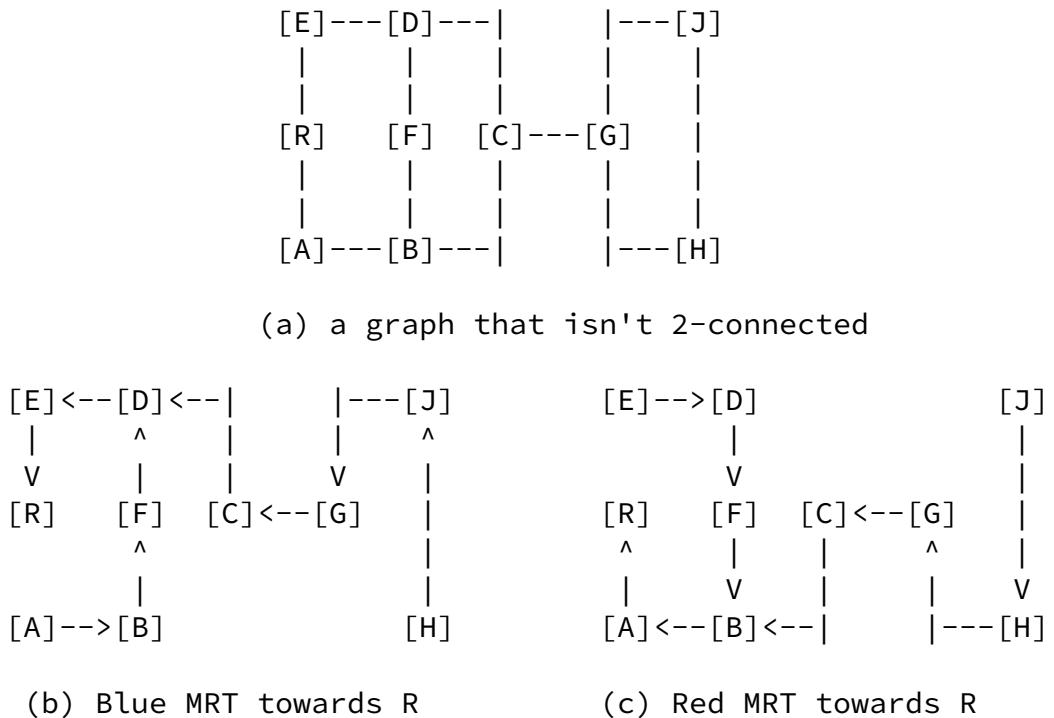 [E]---[D]---|     |---[J]
 |     |    |     |    |
 |     |    |     |    |
[R]   [F]  [C]---[G]   |
 |     |    |     |    |
 |     |    |     |    |
[A]---[B]---|     |---[H]
(a) a graph that isn't 2-connected
[E]<--[D]<--|     |---[J]        [E]-->[D]             [J]
 |     ^    |     |    ^                |               |
 V     |    |     V    |                V               |
[R]   [F]  [C]<--[G]   |         [R]   [F]  [C]<--[G]   |
       ^               |          ^     |    |     ^    |
       |               |          |     V    |     |    V
[A]-->[B]             [H]        [A]<--[B]<--|     |---[H]
(b) Blue MRT towards R           (c) Red MRT towards R